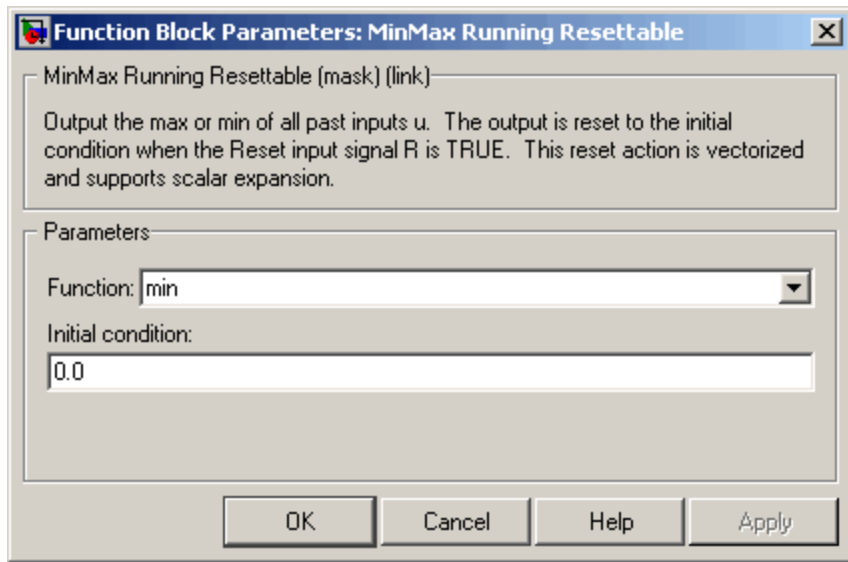 Function Block Parameters: MinMax Running Resettable
MinMax Running Resettable (mask) (link)
Output the max or min of all past inputs u.  The output is reset to the initial
condition when the Reset input signal R is TRUE.  This reset action is vectorized
and supports scalar expansion.
Parameters
Function: min
Initial condition:
0.0
OK Cancel Help Apply